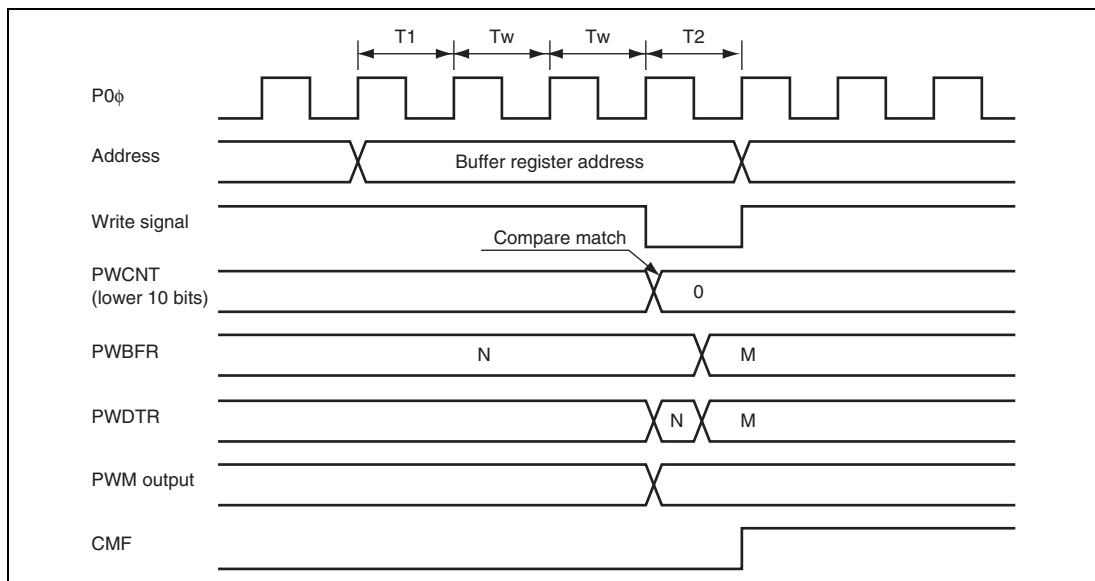 T1 Tw Tw T2
P0ϕ
Address
Buffer register address
Write signal
Compare match
PWCNT
(lower 10 bits)
0
PWBFR
N M
PWDTR
N M
PWM output
CMF